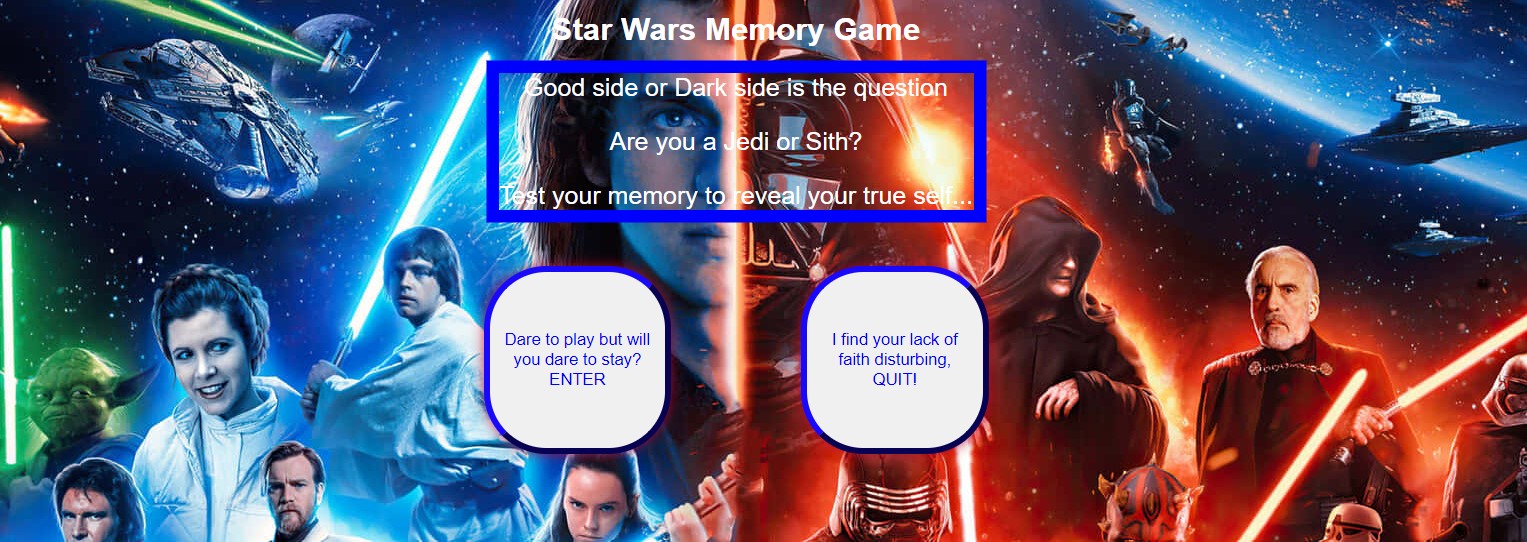 Star Wars Memory Game
Good side or Dark side is the question
Are you a Jedi or Sith?
Test your memory to reveal your true self...
Dare to play but will
you dare to stay?
ENTER
I find your lack of
faith disturbing,
QUIT!